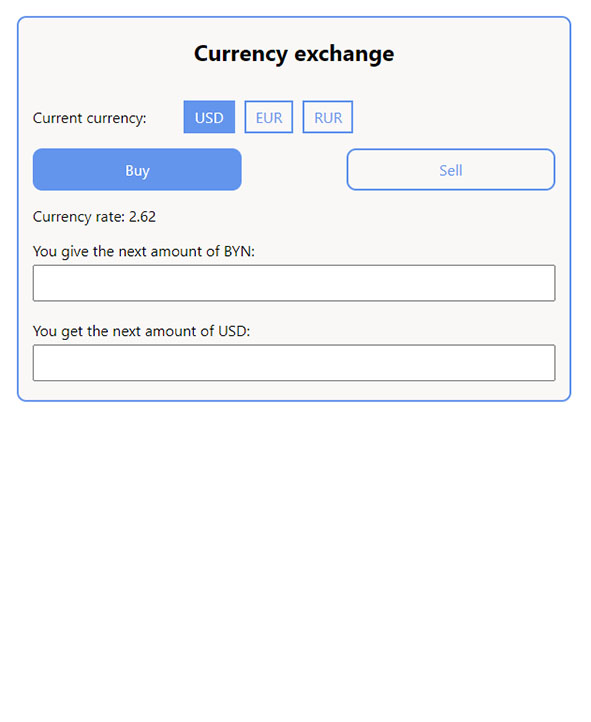 Currency exchange
Current currency: USD EUR RUR
Buy Sell
Currency rate: 2.62
You give the next amount of BYN:
You get the next amount of USD: